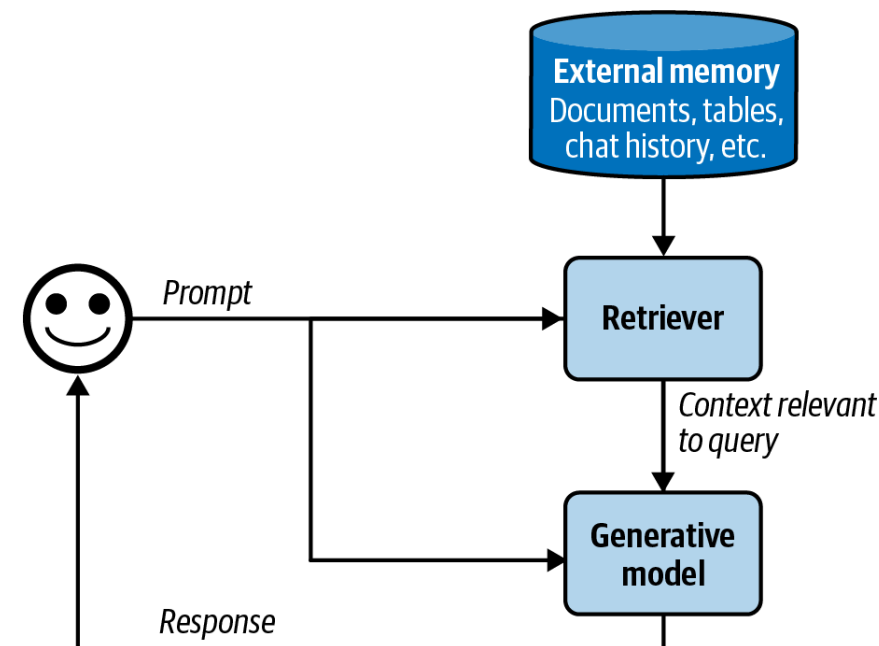 External memory
Documents, tables,
chat history, etc.
Prompt
Retriever
Context relevant
to query
Generative
model
Response